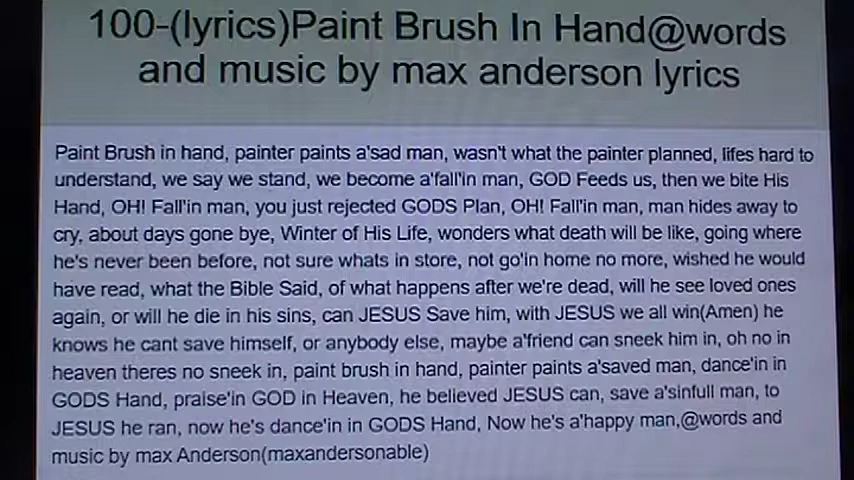 100-(lyrics)Paint Brush In Hand@words
and music by max anderson lyrics
Paint Brush in hand, painter paints a'sad man, wasn't what the painter planned, lifes hard to
understand, we say we stand, we become a'fall'in man, GOD Feeds us, then we bite His
Hand, OH! Fall'in man, you just rejected GODS Plan, OH! Fall'in man, man hides away to
cry, about days gone bye, Winter of His Life, wonders what death will be like, going where
he's never been before, not sure whats in store, not go'in home no more, wished he would
have read, what the Bible Said, of what happens after we're dead, will he see loved ones
again, or will he die in his sins, can JESUS Save him, with JESUS we all win(Amen) he
knows he cant save himself, or anybody else, maybe a'friend can sneek him in, oh no in
heaven theres no sneek in, paint brush in hand, painter paints a'saved man, dance'in in
GODS Hand, praise'in GOD in Heaven, he believed JESUS can, save a'sinfull man, to
JESUS he ran, now he's dance'in in GODS Hand, Now he's a'happy man,@words and
music by max Anderson(maxandersonable)